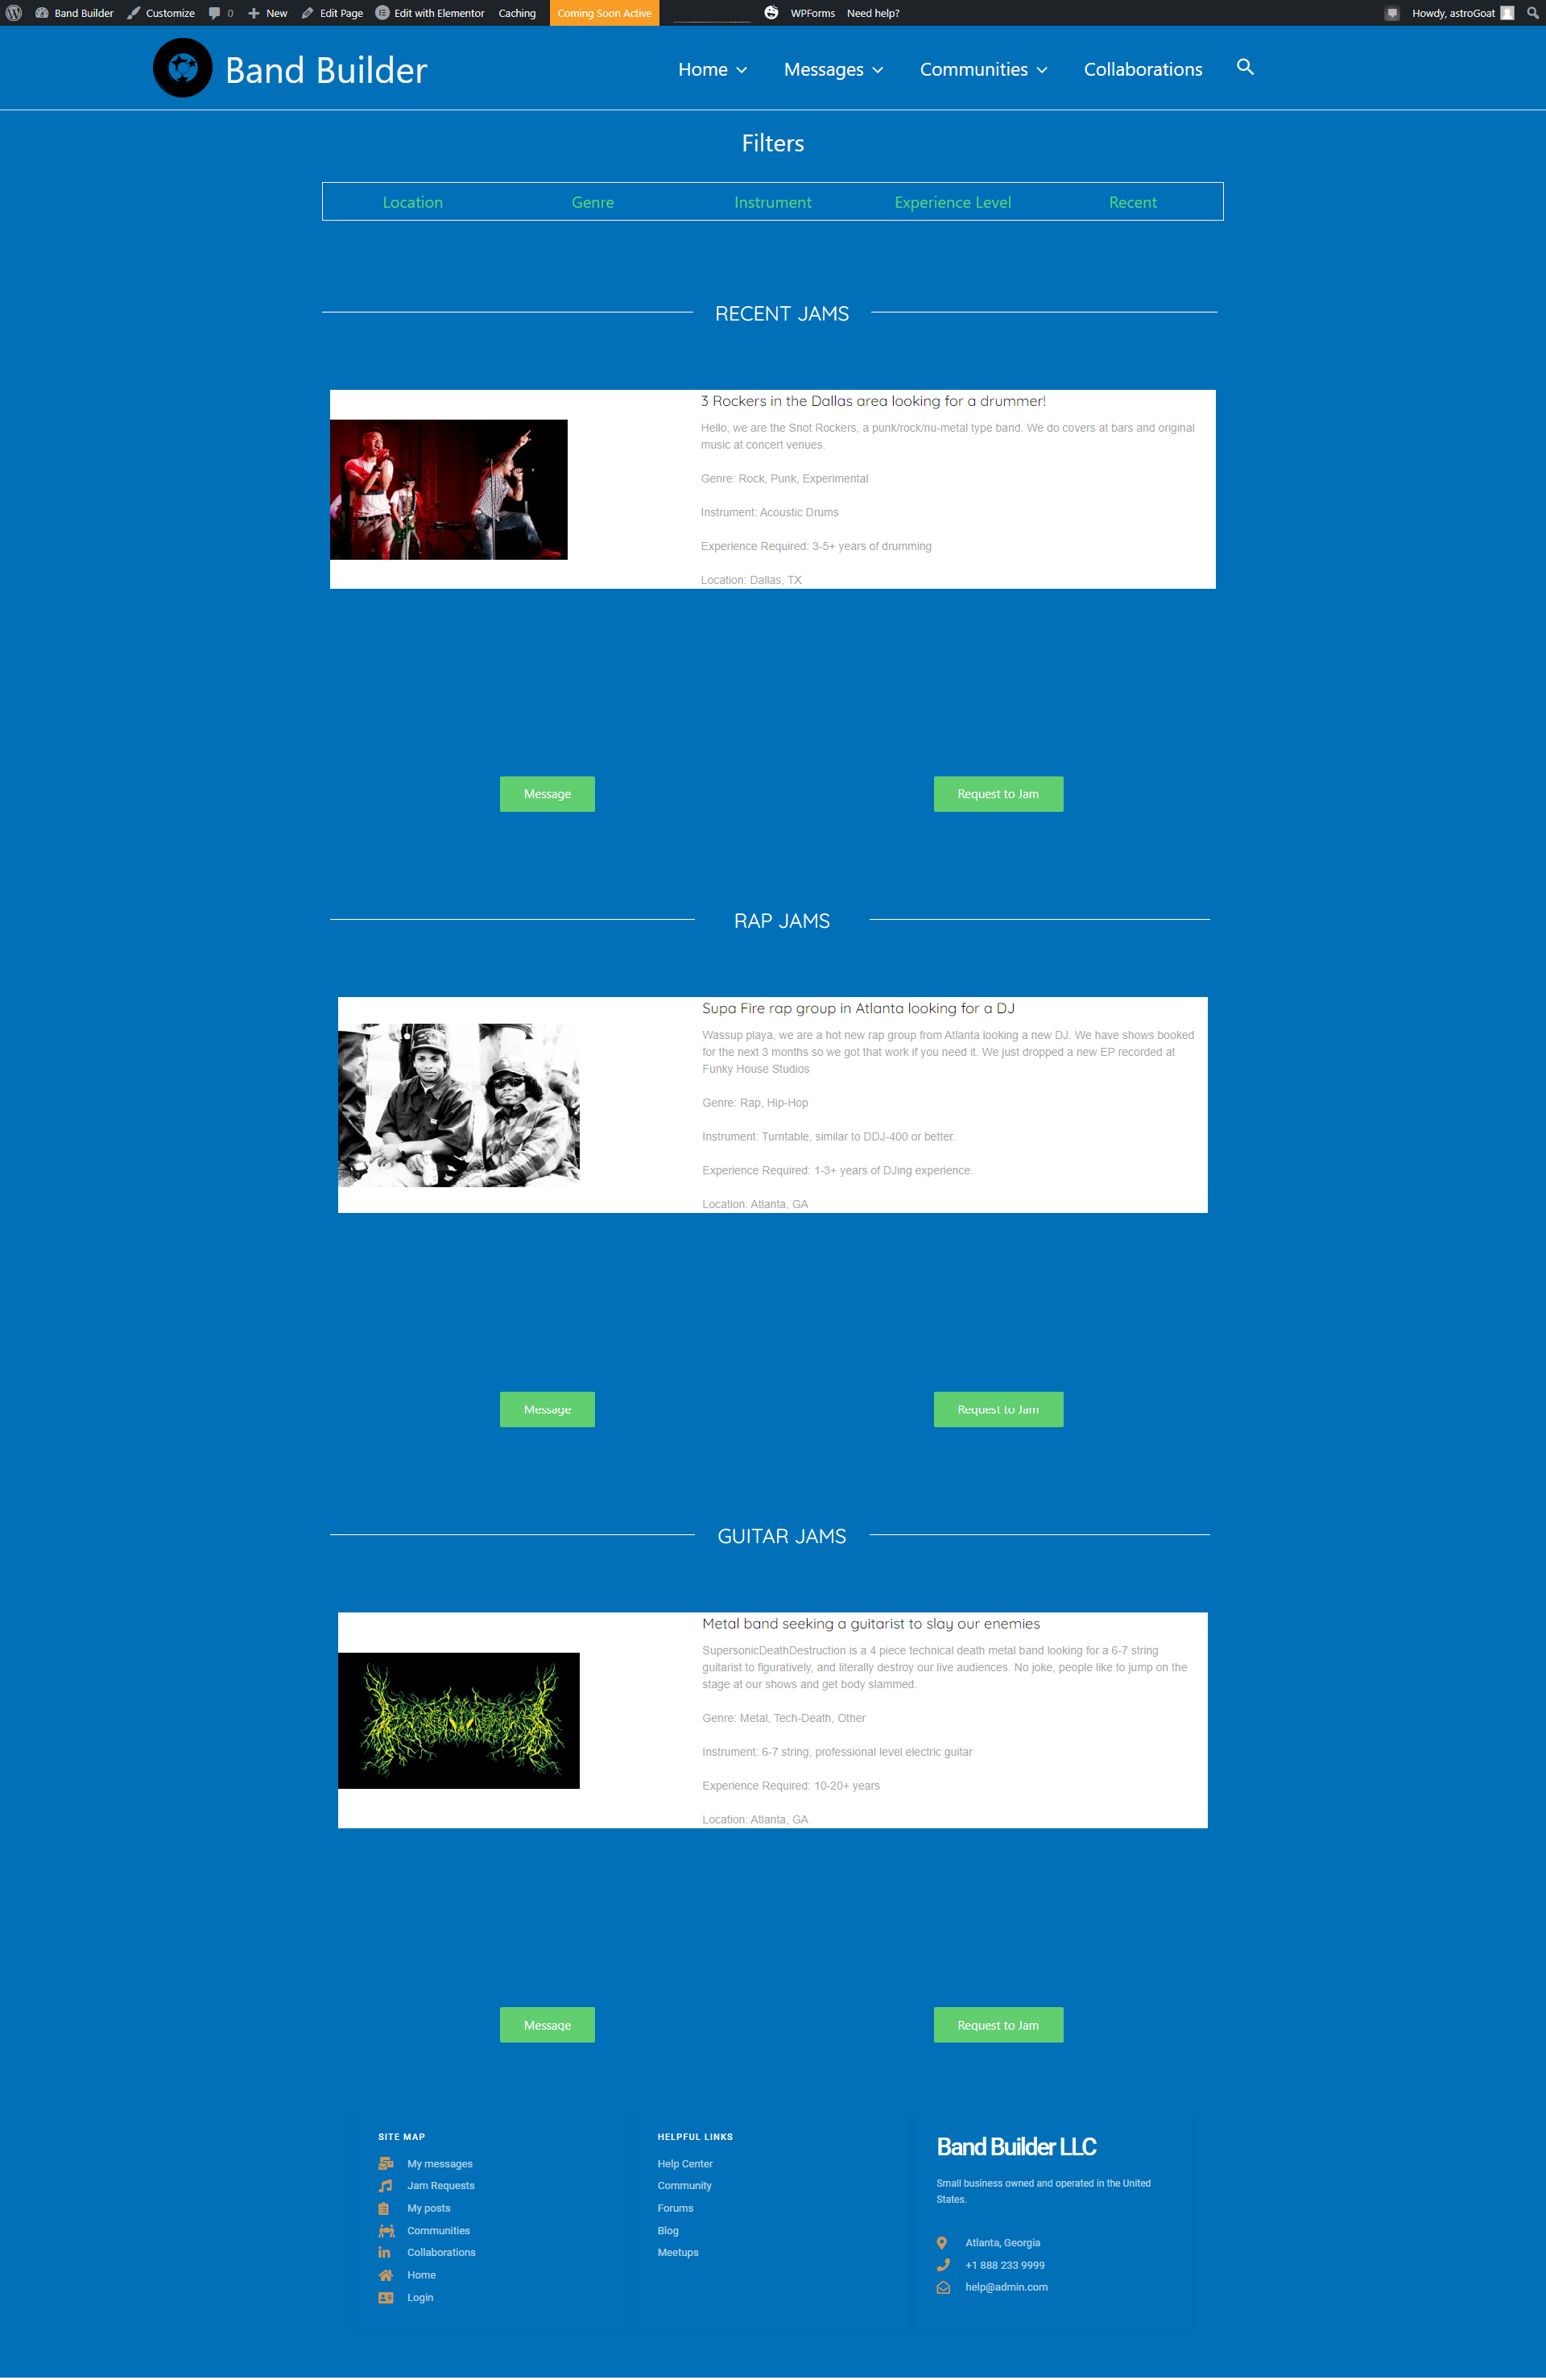 Band Builder Customize 0 New Edit Page Edit with Elementor Caching Coming Soon Active WPForms Need help? Howdy, astroGoat
Band Builder Home Messages Communities Collaborations
Filters
Location Genre Instrument Experience Level Recent
RECENT JAMS
3 Rockers in the Dallas area looking for a drummer!
Hello, we are the Snot Rockers, a punk/rock/nu-metal type band. We do covers at bars and original
music at concert venues.
Genre: Rock, Punk, Experimental
Instrument: Acoustic Drums
Experience Required: 3-5+ years of drumming
Location: Dallas, TX
Message Request to Jam
RAP JAMS
Supa Fire rap group in Atlanta looking for a DJ
Wassup playa, we are a hot new rap group from Atlanta looking a new DJ. We have shows booked
for the next 3 months so we got that work if you need it. We just dropped a new EP recorded at
Funky House Studios
Genre: Rap, Hip-Hop
Instrument: Turntable, similar to DDJ-400 or better.
Experience Required: 1-3+ years of DJing experience.
Location: Atlanta, GA
Message Request to Jam
GUITAR JAMS
Metal band seeking a guitarist to slay our enemies
SupersonicDeathDestruction is a 4 piece technical death metal band looking for a 6-7 string
guitarist to figuratively, and literally destroy our live audiences. No joke, people like to jump on the
stage at our shows and get body slammed.
Genre: Metal, Tech-Death, Other
Instrument: 6-7 string, professional level electric guitar
Experience Required: 10-20+ years
Location: Atlanta, GA
Message Request to Jam
SITE MAP
My messages
Jam Requests
My posts
Communities
Collaborations
Home
Login
HELPFUL LINKS
Help Center
Community
Forums
Blog
Meetups
Band Builder LLC
Small business owned and operated in the United
States.
Atlanta, Georgia
+1 888 233 9999
help@admin.com